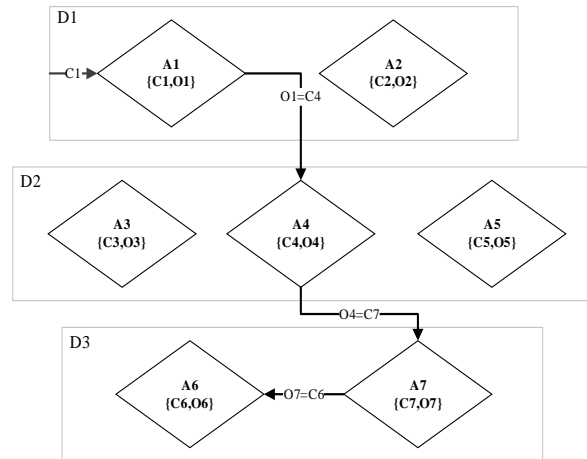 D1
A1
{C1,O1}
A2
{C2,O2}
C1
O1=C4
D2
A3
{C3,O3}
A4
{C4,O4}
A5
{C5,O5}
O4=C7
D3
A6
{C6,O6}
O7=C6
A7
{C7,O7}